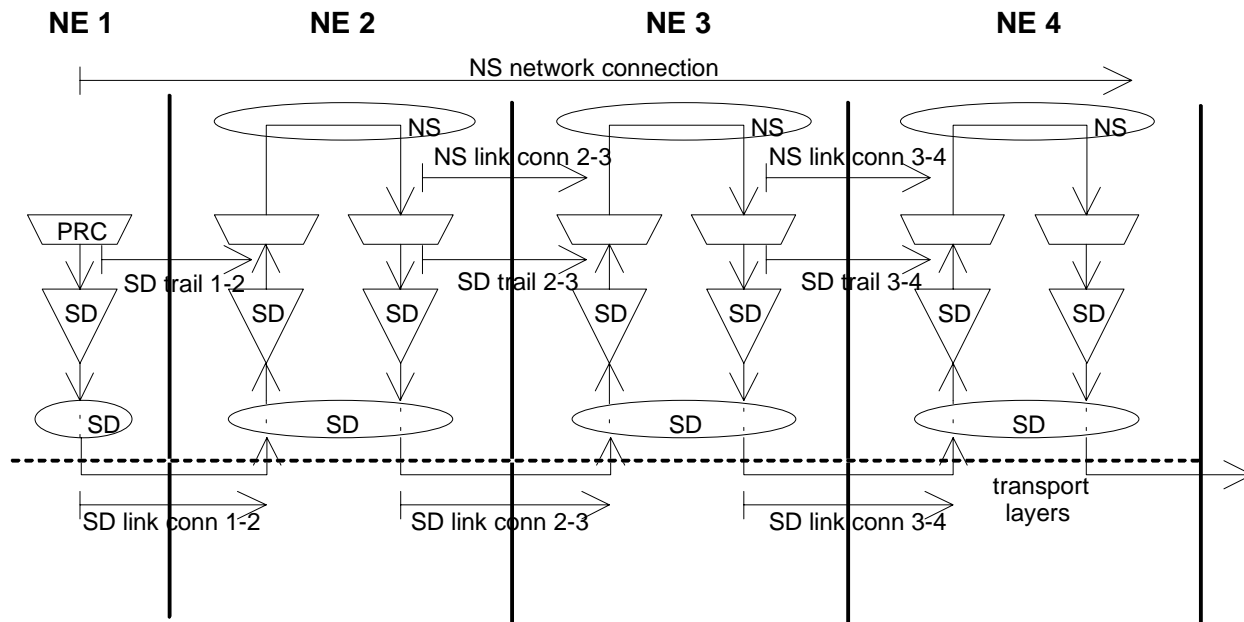 NE 1
NE 2
NE 3
NE 4
NS network connection
NS
NS
NS
NS link conn 2-3
NS link conn 3-4
PRC
SD trail 1-2
SD trail 2-3
SD trail 3-4
SD
SD
SD
SD
SD
SD
SD
SD
SD
SD
SD
transport
layers
SD link conn 1-2
SD link conn 2-3
SD link conn 3-4